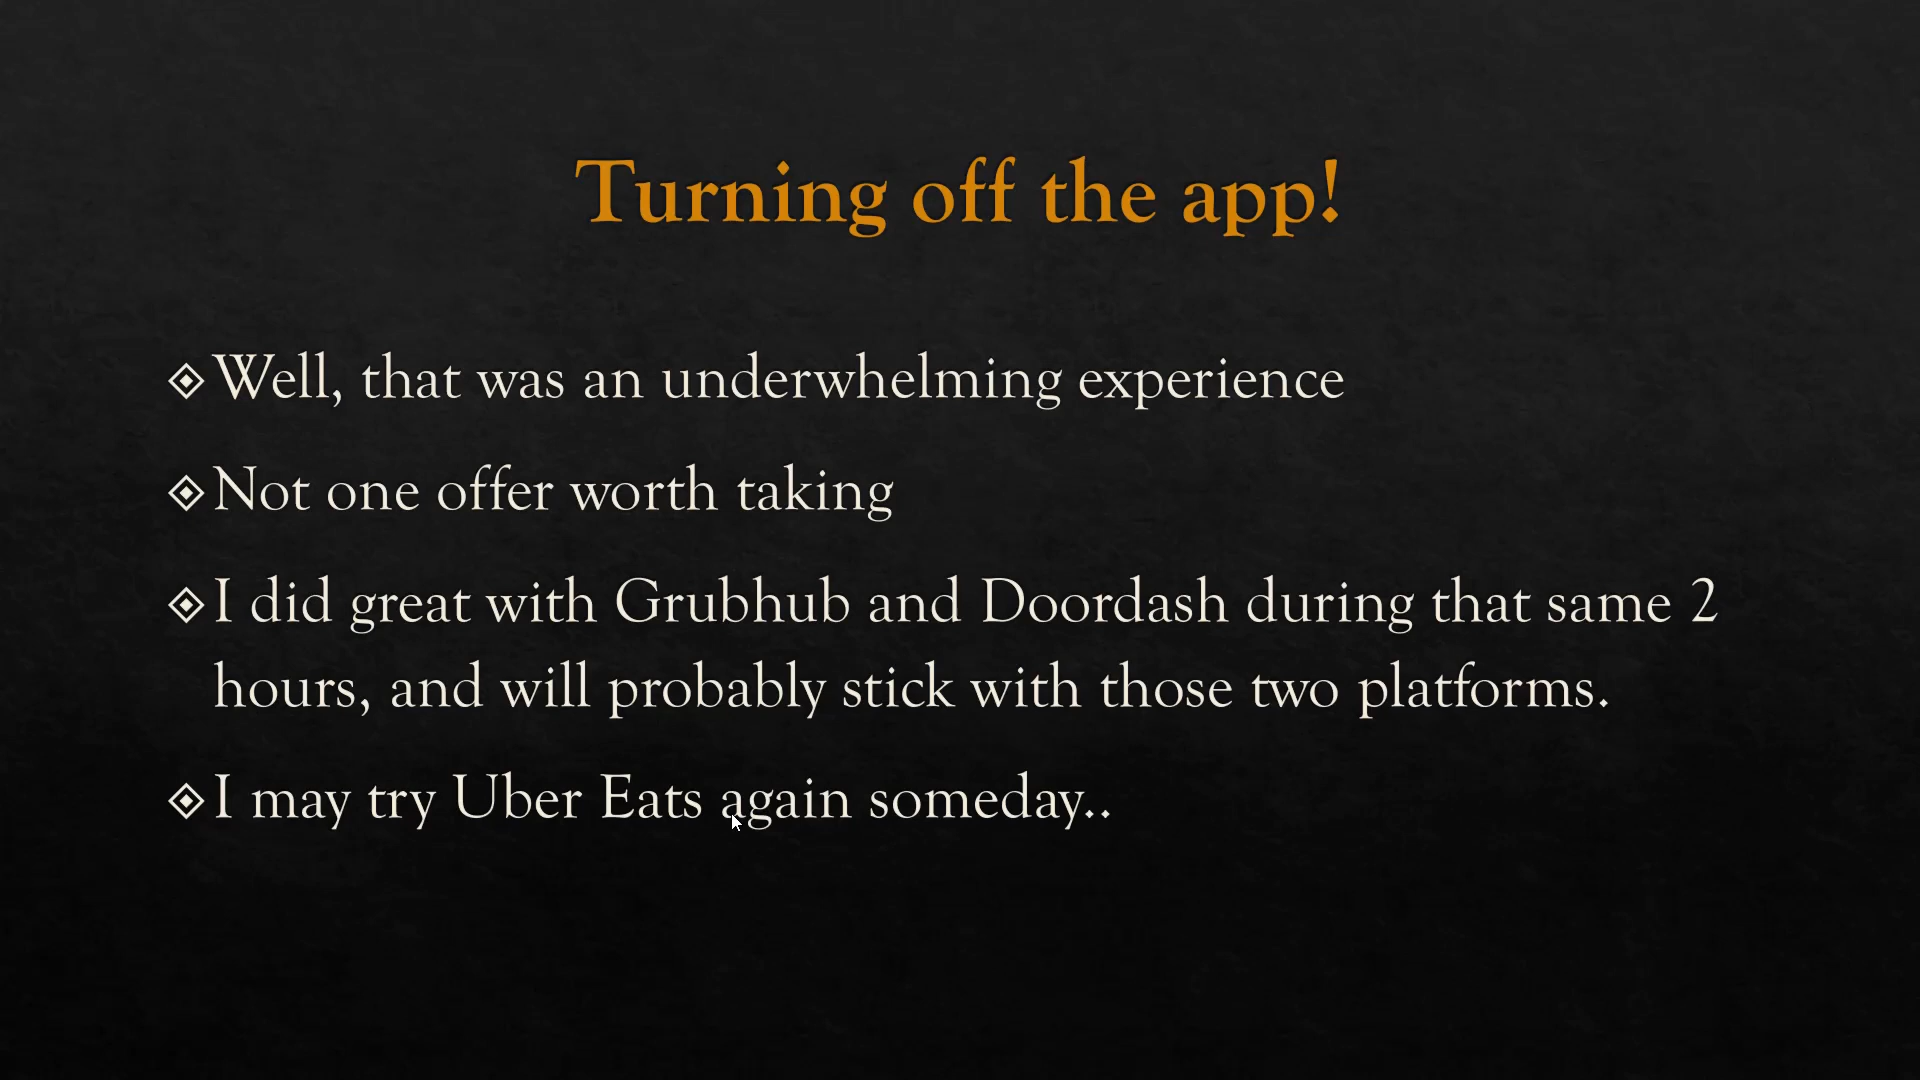 Turning off the app!
Well, that was an underwhelming experience
Not one offer worth taking
I did great with Grubhub and Doordash during that same 2
hours, and will probably stick with those two platforms.
I may try Uber Eats again someday..